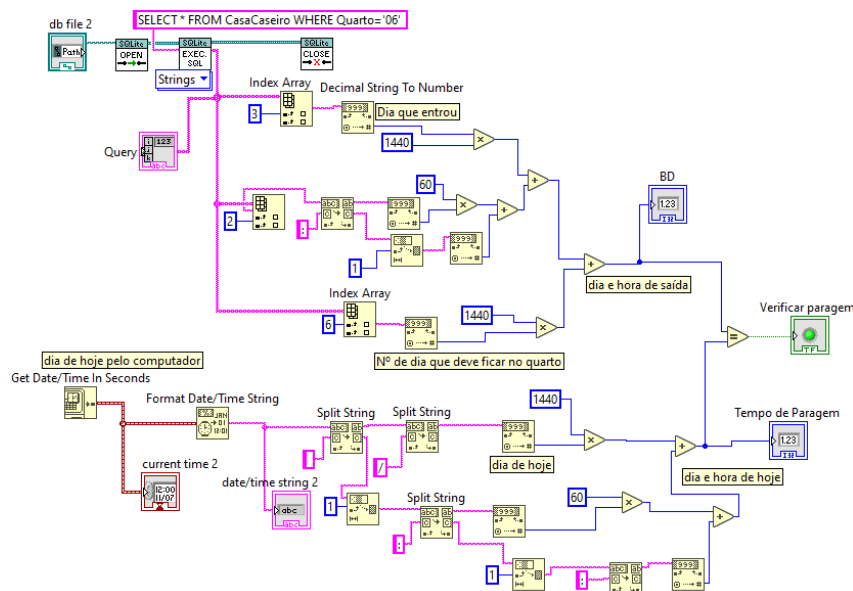 SELECT * FROM CasaCaseiro WHERE Quarto='06'
db file 2
Path
SQLite
OPEN
SQLite
EXEC.
SQL
SQLite
CLOSE
Strings
Index Array
Decimal String To Number
3
Dia que entrou
1440
Query
123
abc
60
2
:
1
BD
1.23
dia e hora de saída
Index Array
6
1440
Nº de dia que deve ficar no quarto
Verificar paragem
TF
=
dia de hoje pelo computador
Get Date/Time In Seconds
Format Date/Time String
Split String
Split String
1440
/
dia de hoje
Tempo de Paragem
1.23
dia e hora de hoje
current time 2
12:00
11/07
date/time string 2
abc
1
Split String
60
:
1
: